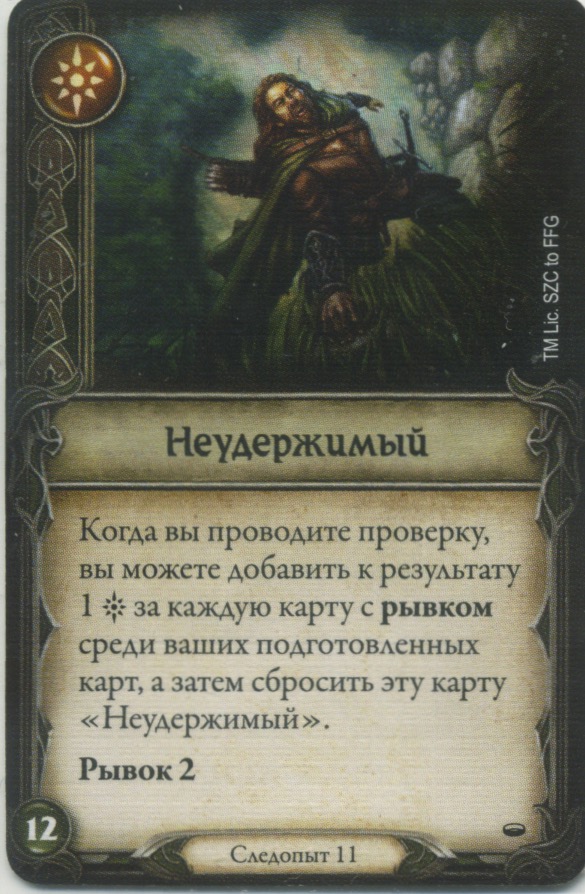 TM Lic. SZC to FFG
Неудержимый
Когда вы проводите проверку,
вы можете добавить к результату
1 за каждую карту с рывком
среди ваших подготовленных
карт, а затем сбросить эту карту
«Неудержимый».
Рывок 2
12
Следопыт 11